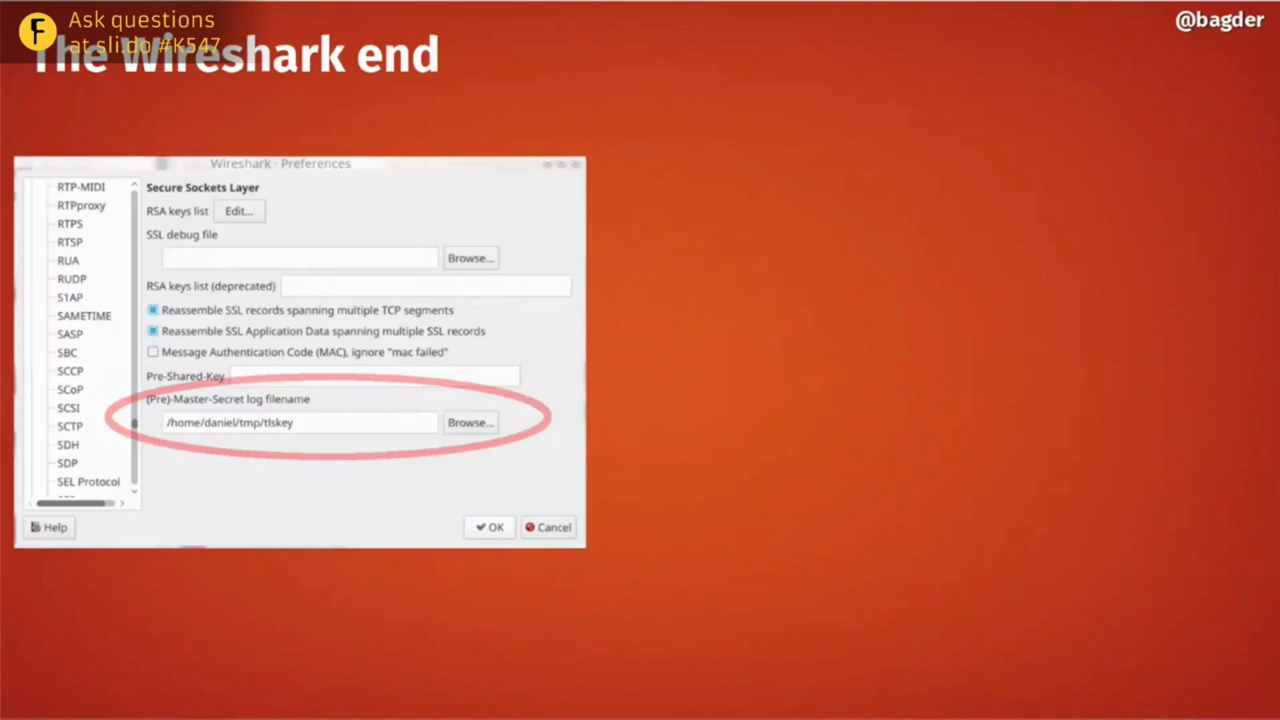 Ask questions
at sli.do #K547
@bagder
The Wireshark end
Wireshark · Preferences
RTP-MIDI
RTPproxy
RTPS
RTSP
RUA
RUDP
S1AP
SAMETIME
SASP
SBC
SCCP
SCoP
SCSI
SCTP
SDH
SDP
SEL Protocol
Secure Sockets Layer
RSA keys list Edit...
SSL debug file
Browse...
RSA keys list (deprecated)
Reassemble SSL records spanning multiple TCP segments
Reassemble SSL Application Data spanning multiple SSL records
Message Authentication Code (MAC), ignore "mac failed"
Pre-Shared-Key
(Pre)-Master-Secret log filename
/home/daniel/tmp/tlskey Browse...
Help
OK
Cancel